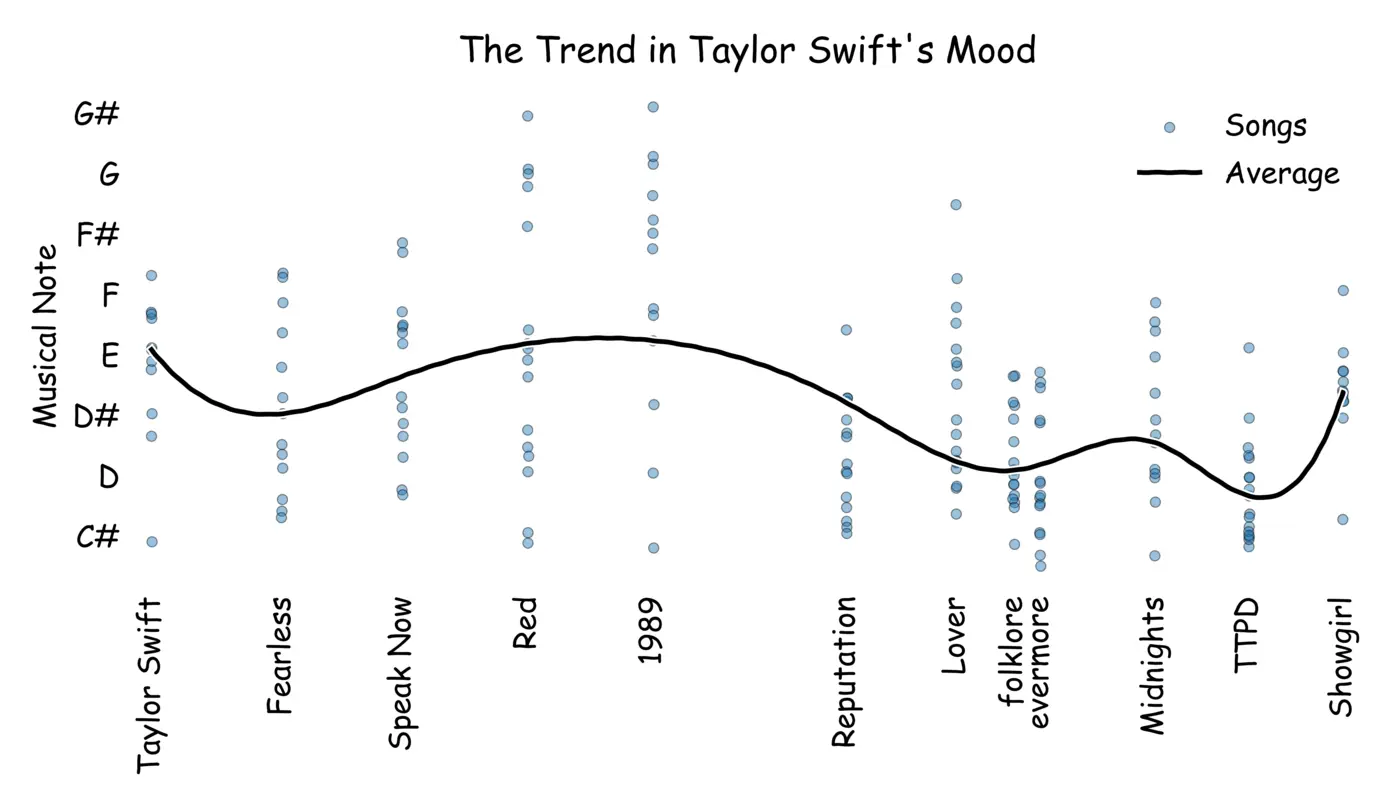 The Trend in Taylor Swift's Mood
Songs
Average
Musical Note
G#
G
F#
F
E
D#
D
C#
Taylor Swift
Fearless
Speak Now
Red
1989
Reputation
Lover
folklore
evermore
Midnights
TTPD
Showgirl